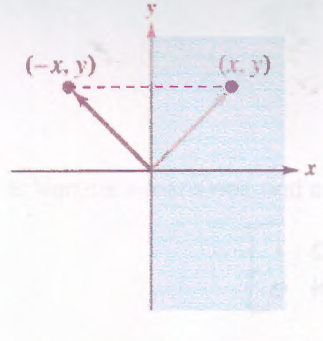 y
(−x, y)
(x, y)
x